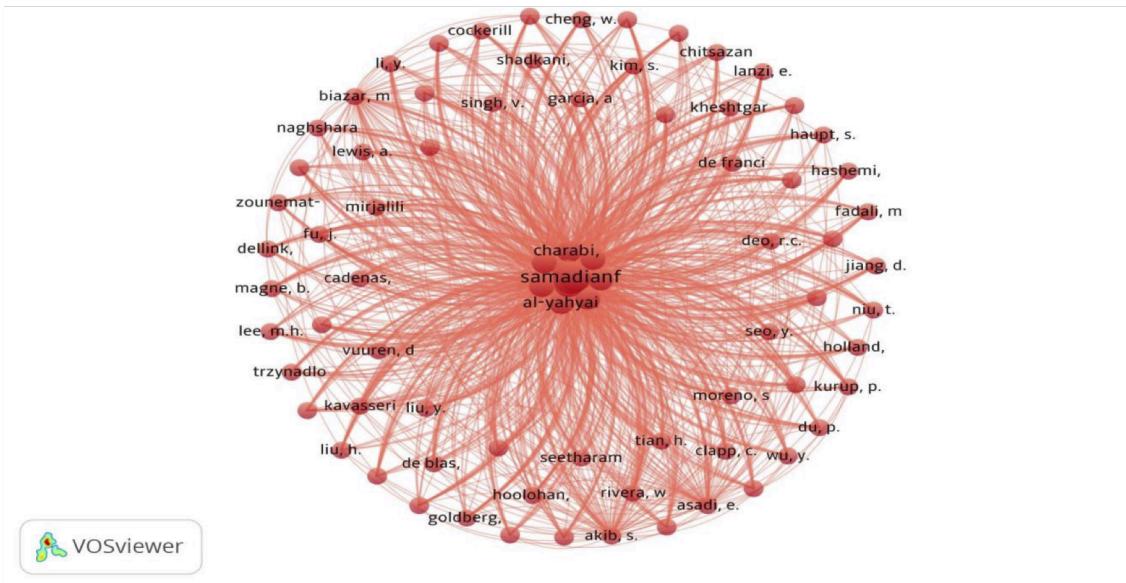 cheng, w.
cockerill
chitsazan
shadkani,
li, y.
kim, s.
lanzi, e.
biazar, m
singh, v.
garcia, a
kheshtgar
naghshara
haupt, s.
lewis, a.
de franci
hashemi,
zounemat-
mirjalili
fadali, m
fu, j.
deo, r.c.
dellink,
charabi,
jiang, d.
samadianf
cadenas,
magne, b.
al-yahyai
niu, t.
lee, m.h.
seo, y.
holland,
vuuren, d
trzynadlo
kurup, p.
moreno, s
kavasseri
liu, y.
du, p.
tian, h.
liu, h.
clapp, c.
wu, y.
seetharam
de blas,
rivera, w
hoolohan,
asadi, e.
goldberg,
akib, s.
VOSviewer